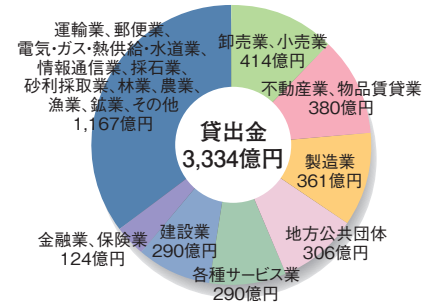 運輸業、郵便業、
電気・ガス・熱供給・水道業、
情報通信業、採石業、
砂利採取業、林業、農業、
漁業、鉱業、その他
1,167億円
卸売業、小売業
414億円
不動産業、物品賃貸業
380億円
製造業
361億円
地方公共団体
306億円
各種サービス業
290億円
建設業
290億円
金融業、保険業
124億円
貸出金
3,334億円